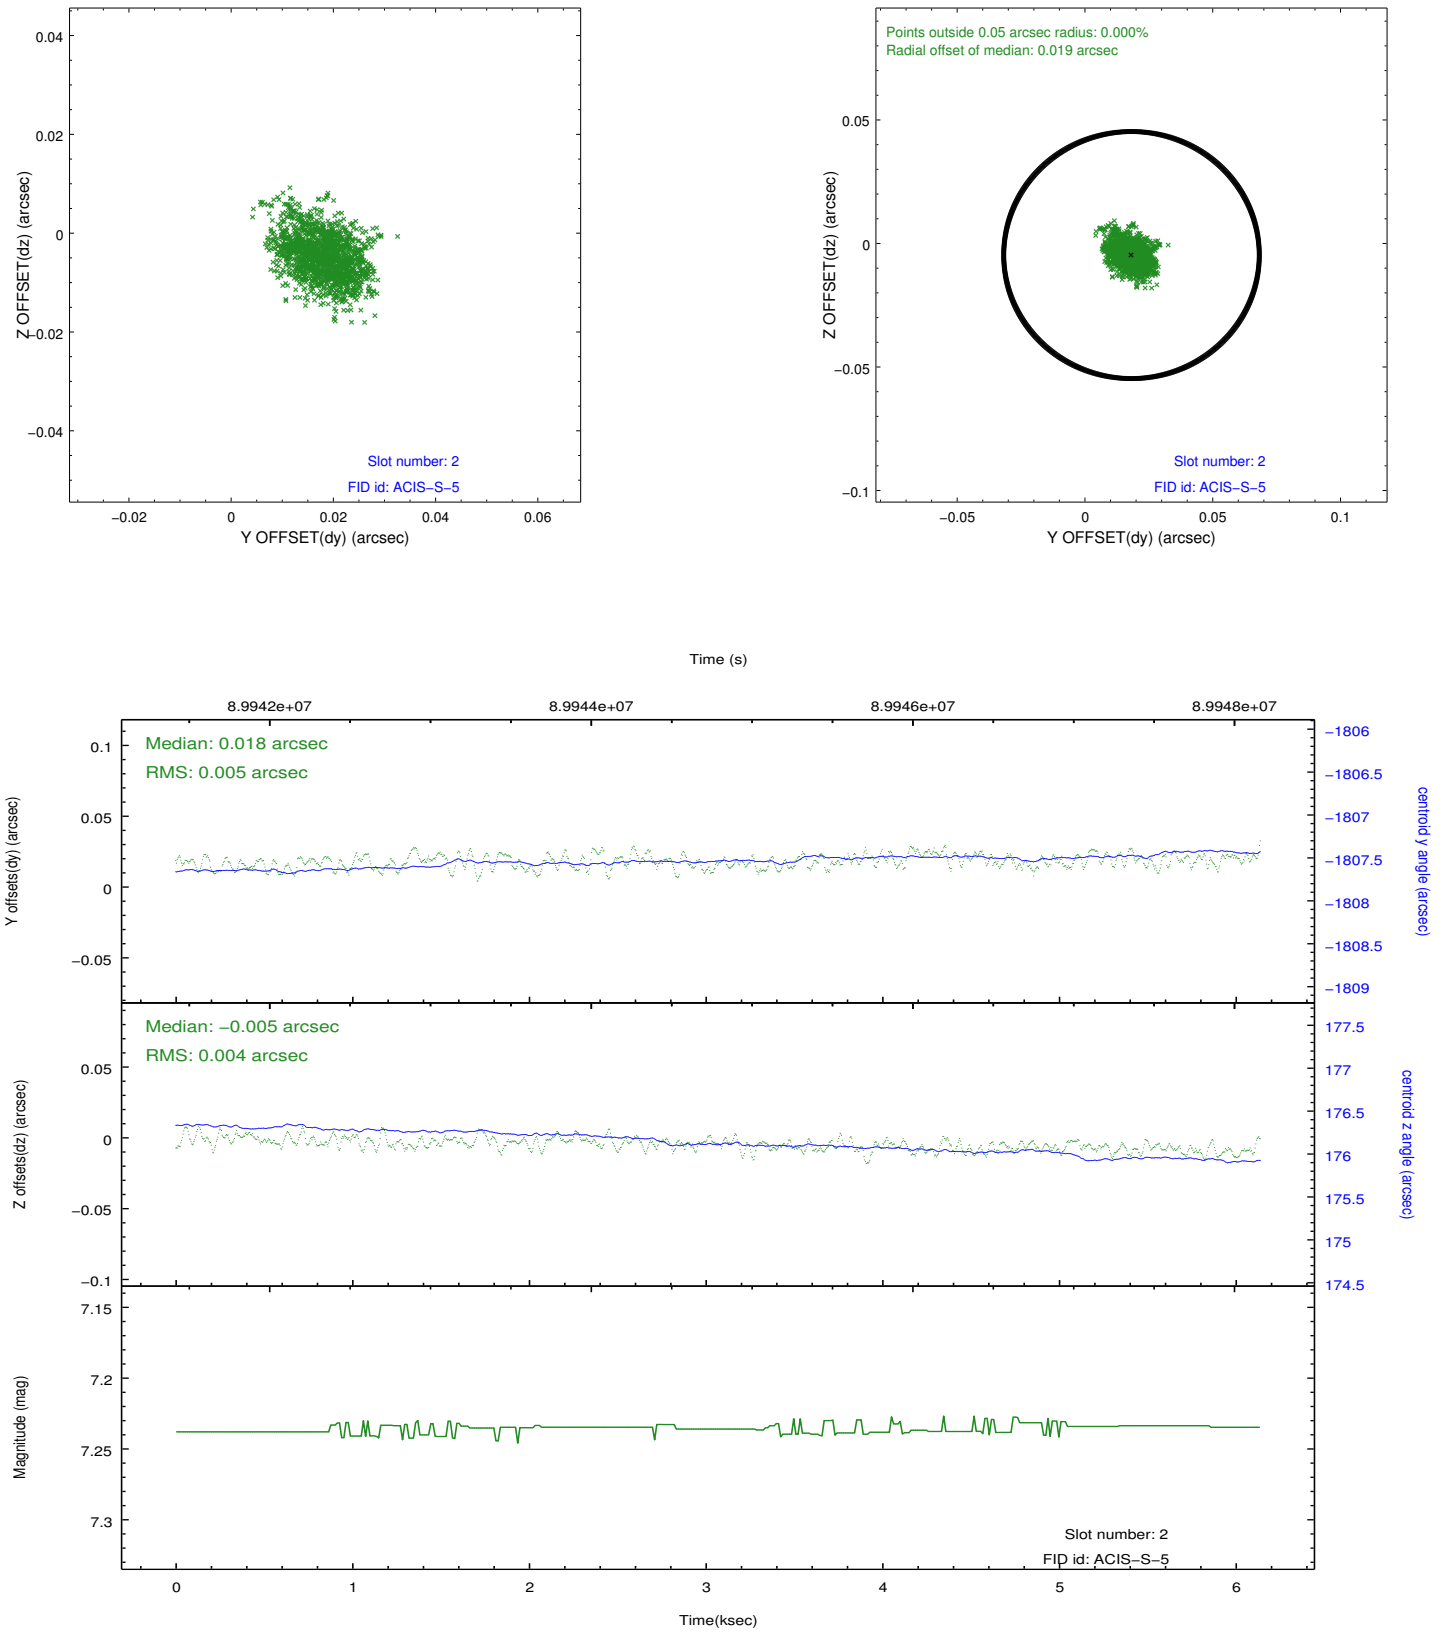 0.04
0.02
0
−0.02
−0.04
Z OFFSET(dz) (arcsec)
Slot number: 2
FID id: ACIS−S−5
−0.02 0 0.02 0.04 0.06
Y OFFSET(dy) (arcsec)
Points outside 0.05 arcsec radius: 0.000%
Radial offset of median: 0.019 arcsec
0.05
0
−0.05
−0.1
Z OFFSET(dz) (arcsec)
Slot number: 2
FID id: ACIS−S−5
−0.05 0 0.05 0.1
Y OFFSET(dy) (arcsec)
Time (s)
8.9942e+07 8.9944e+07 8.9946e+07 8.9948e+07
Median: 0.018 arcsec
RMS: 0.005 arcsec
0.1
0.05
0
−0.05
Y offsets(dy) (arcsec)
−1806
−1806.5
−1807
−1807.5
−1808
−1808.5
−1809
centroid y angle (arcsec)
Median: −0.005 arcsec
RMS: 0.004 arcsec
0.05
0
−0.05
−0.1
Z offsets(dz) (arcsec)
177.5
177
176.5
176
175.5
175
174.5
centroid z angle (arcsec)
7.15
7.2
7.25
7.3
Magnitude (mag)
Slot number: 2
FID id: ACIS−S−5
0 1 2 3 4 5 6
Time(ksec)